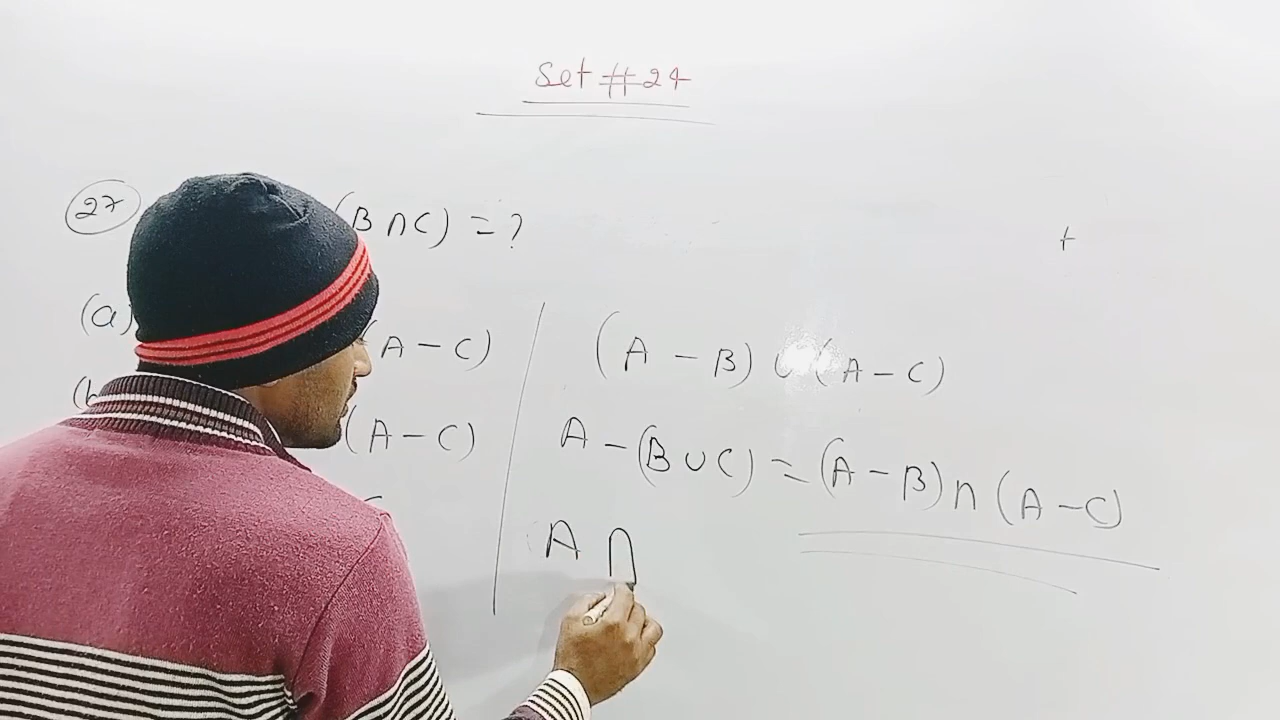 Set #24
27 (B ∩ C) = ?
(a) (A - C)
(A - C)
(A - B) ∪ (A - C)
A - (B ∪ C) = (A - B) ∩ (A - C)
A ∩